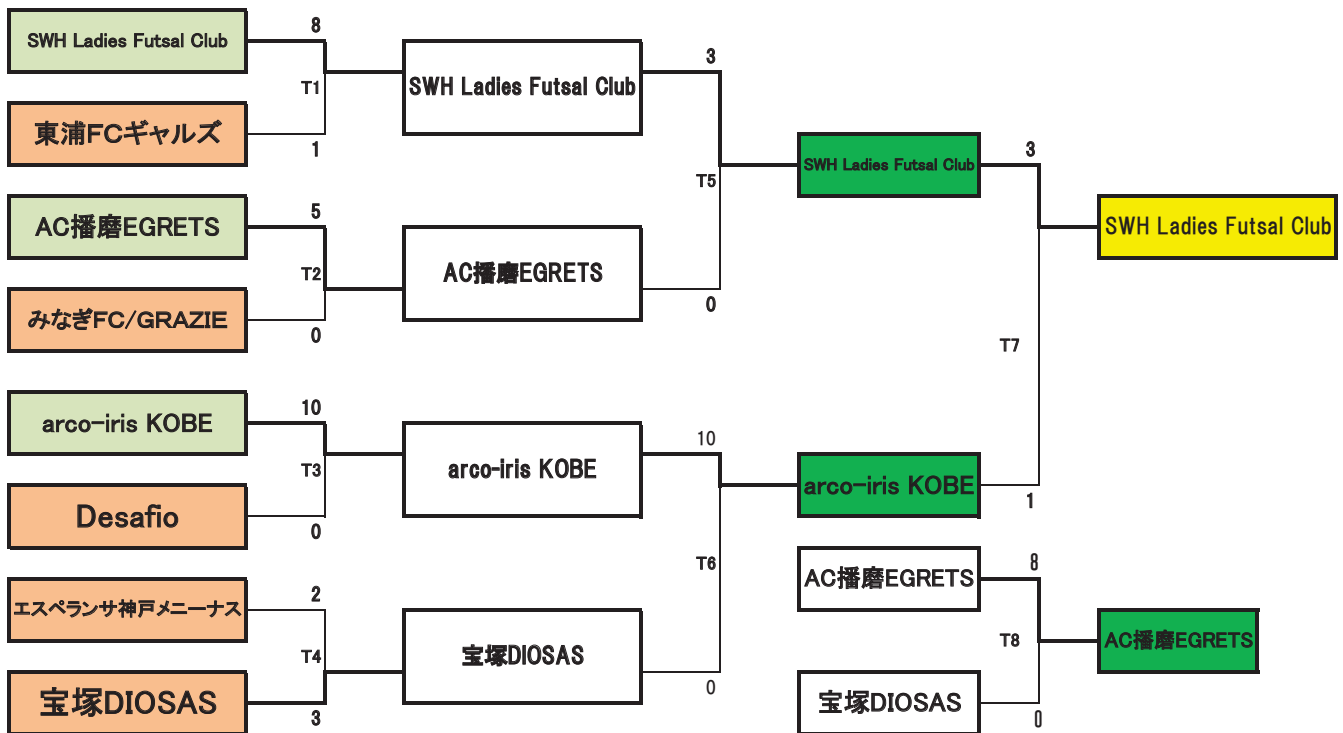 SWH Ladies Futsal Club
8
T1
東浦FCギャルズ
1
SWH Ladies Futsal Club
3
AC播磨EGRETS
5
T2
みなぎFC/GRAZIE
0
AC播磨EGRETS
0
T5
SWH Ladies Futsal Club
3
SWH Ladies Futsal Club
T7
arco-iris KOBE
10
T3
Desafio
0
arco-iris KOBE
10
エスペランサ神戸メニーナス
2
T4
宝塚DIOSAS
3
宝塚DIOSAS
0
T6
arco-iris KOBE
1
AC播磨EGRETS
8
T8
宝塚DIOSAS
0
AC播磨EGRETS